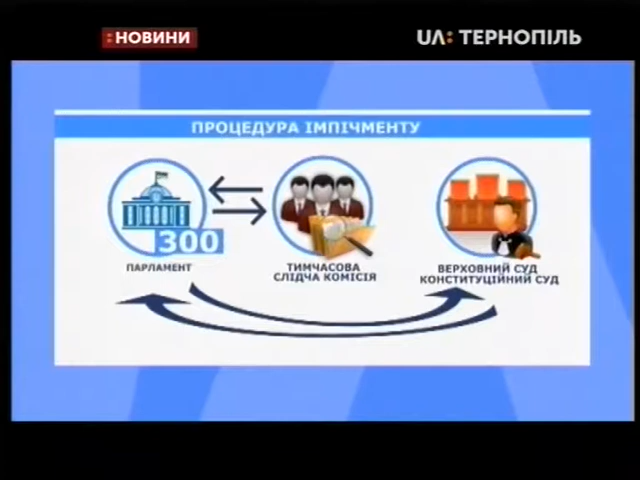 :НОВИНИ
UA: ТЕРНОПІЛЬ
ПРОЦЕДУРА ІМПІЧМЕНТУ
300
ПАРЛАМЕНТ
ТИМЧАСОВА
СЛІДЧА КОМІСІЯ
ВЕРХОВНИЙ СУД
КОНСТИТУЦІЙНИЙ СУД